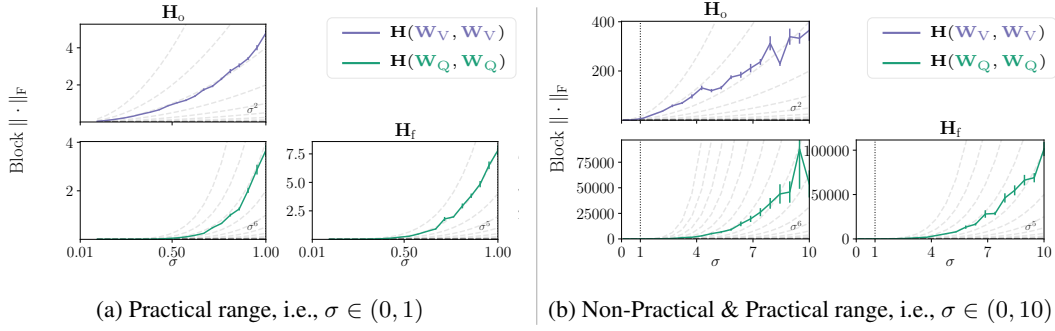 H_o
H(W_V, W_V)
H(W_Q, W_Q)
Block ‖ · ‖_F
4
2
σ²
H_f
4
2
σ⁶
0.01
0.50
1.00
σ
7.5
5.0
2.5
σ⁵
0.01
0.50
1.00
σ
(a) Practical range, i.e., σ ∈ (0, 1)
H_o
H(W_V, W_V)
H(W_Q, W_Q)
Block ‖ · ‖_F
400
200
σ²
H_f
75000
50000
25000
0
σ⁶
0 1 4 7 10
σ
100000
50000
0
σ⁵
0 1 4 7 10
σ
(b) Non-Practical & Practical range, i.e., σ ∈ (0, 10)